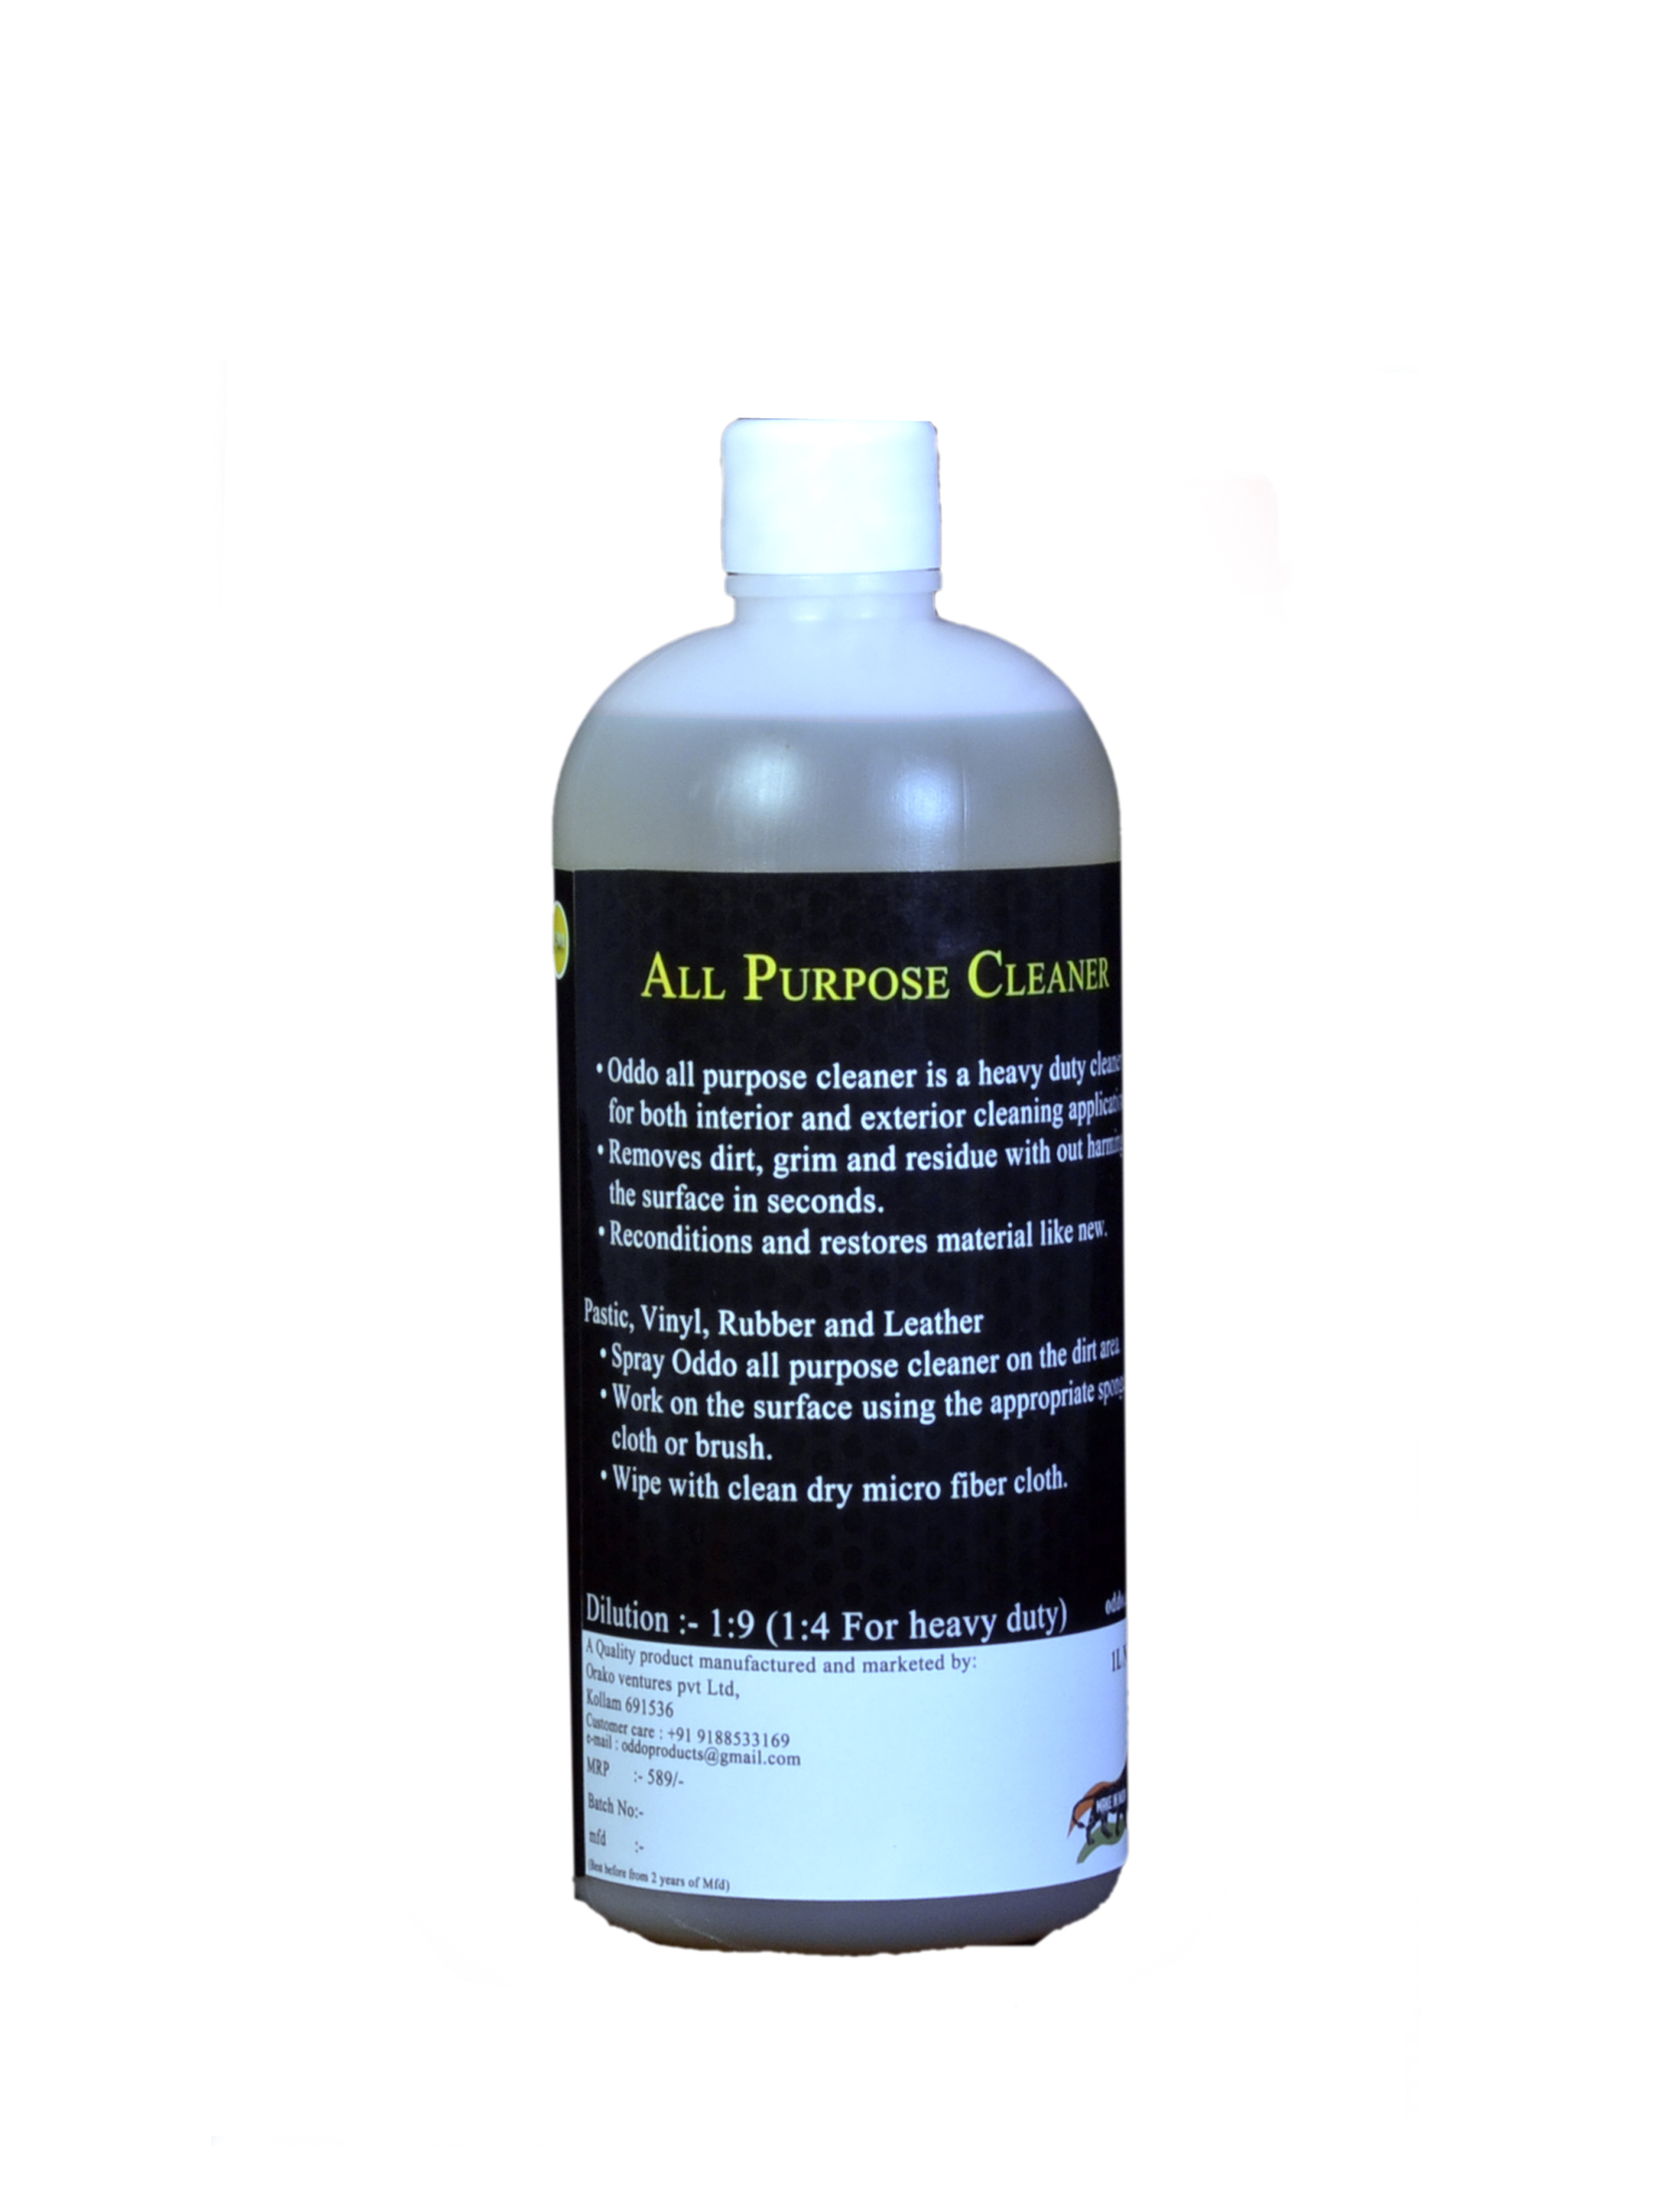 All Purpose Cleaner
• Oddo all purpose cleaner is a heavy duty
for both interior and exterior cleaning
• Removes dirt, grim and residue with out
the surface in seconds.
• Reconditions and restores material like new.
Pastic, Vinyl, Rubber and Leather
• Spray Oddo all purpose cleaner on the dirt area
• Work on the surface using the appropriate
cloth or brush.
• Wipe with clean dry micro fiber cloth.
Dilution :- 1:9 (1:4 For heavy duty)
A Quality product manufactured and marketed by:
1L
Orako ventures pvt Ltd,
Kollam 691536
Customer care : +91 9188533169
e-mail : oddoproducts@gmail.com
MRP :- 589/-
Batch No:-
mfd :-
(Best before from 2 years of Mfd)